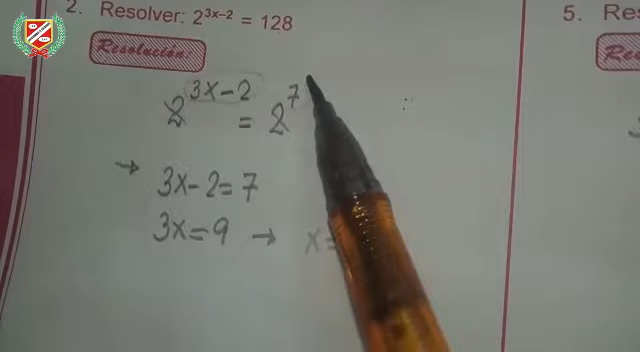 2. Resolver: 2^{3x–2} = 128
5. Res
Resolución:
Re
2^{3x-2} = 2^7
→ 3x-2=7
3x=9 → x=